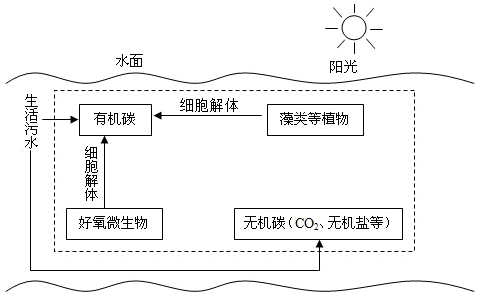 水面
阳光
生活污水
有机碳
细胞解体
藻类等植物
细胞解体
好氧微生物
无机碳(CO₂、无机盐等)